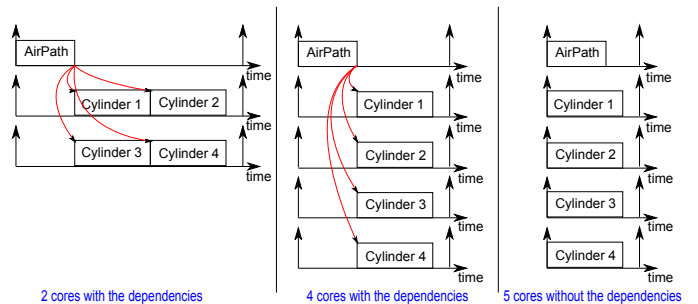 AirPath
time
Cylinder 1 Cylinder 2
time
Cylinder 3 Cylinder 4
time
2 cores with the dependencies
AirPath
time
Cylinder 1
time
Cylinder 2
time
Cylinder 3
time
Cylinder 4
time
4 cores with the dependencies
AirPath
time
Cylinder 1
time
Cylinder 2
time
Cylinder 3
time
Cylinder 4
time
5 cores without the dependencies